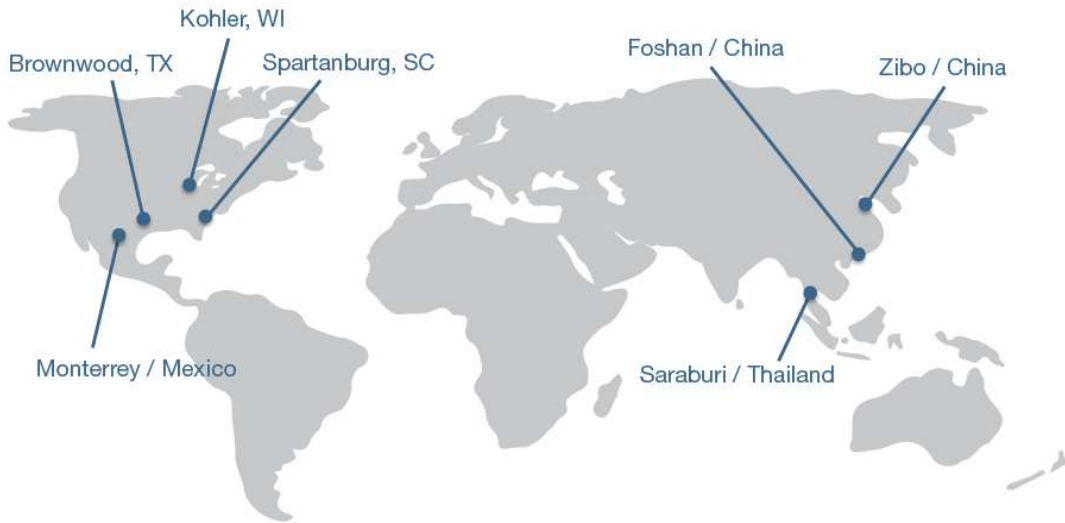 Kohler, WI
Brownwood, TX
Spartanburg, SC
Foshan / China
Zibo / China
Monterrey / Mexico
Saraburi / Thailand